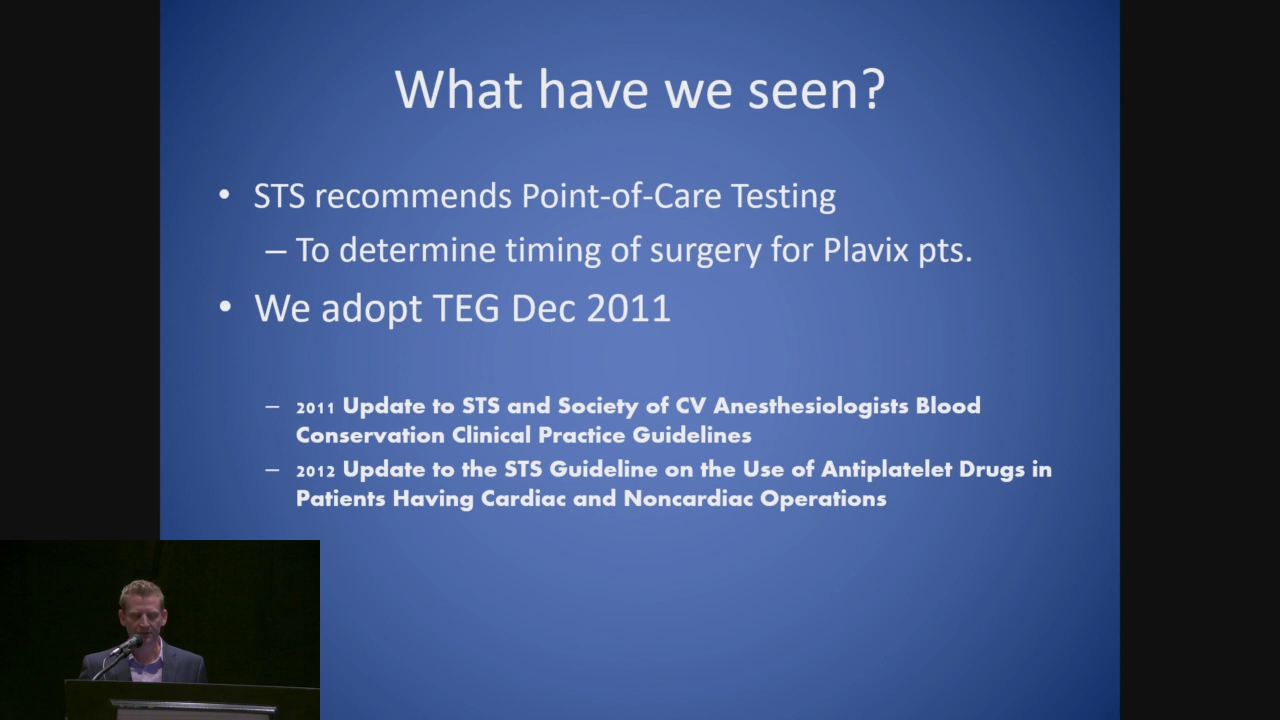 What have we seen?
• STS recommends Point-of-Care Testing
– To determine timing of surgery for Plavix pts.
• We adopt TEG Dec 2011
– 2011 Update to STS and Society of CV Anesthesiologists Blood
Conservation Clinical Practice Guidelines
– 2012 Update to the STS Guideline on the Use of Antiplatelet Drugs in
Patients Having Cardiac and Noncardiac Operations